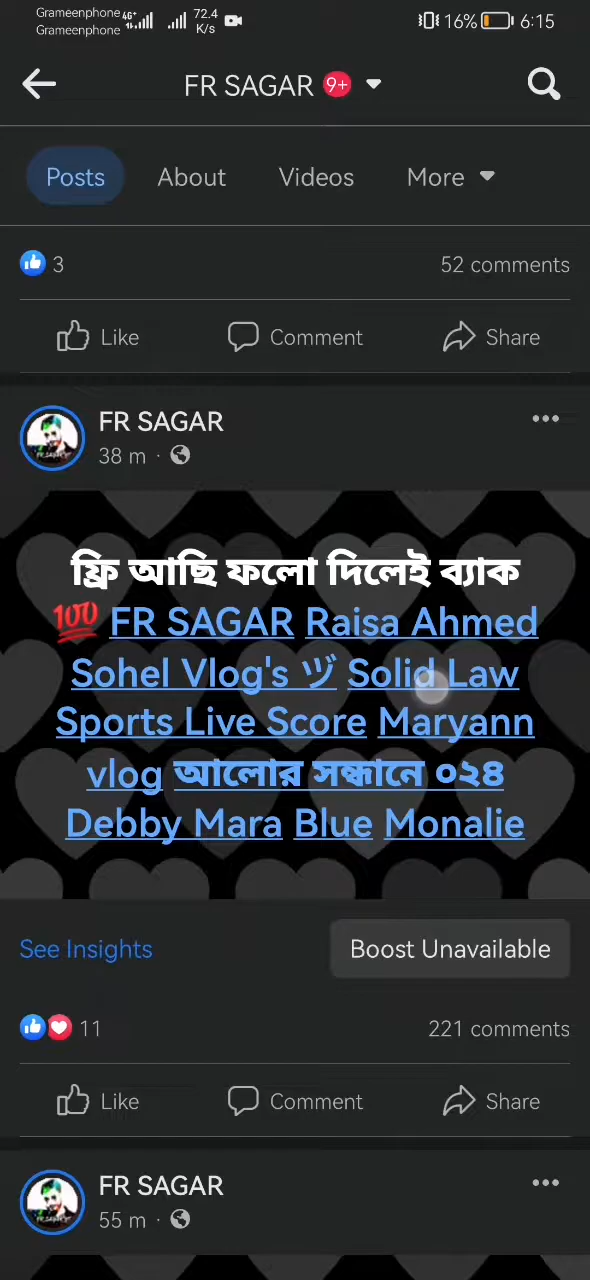 Grameenphone 4G+ 72.4 K/s 16% 6:15
Grameenphone
FR SAGAR 9+
Posts About Videos More
3 52 comments
Like Comment Share
FR SAGAR
38 m ·
ফ্রি আছি ফলো দিলেই ব্যাক
💯 FR SAGAR Raisa Ahmed
Sohel Vlog's ヅ Solid Law
Sports Live Score Maryann
vlog আলোর সন্ধানে ০২৪
Debby Mara Blue Monalie
See Insights Boost Unavailable
11 221 comments
Like Comment Share
FR SAGAR
55 m ·